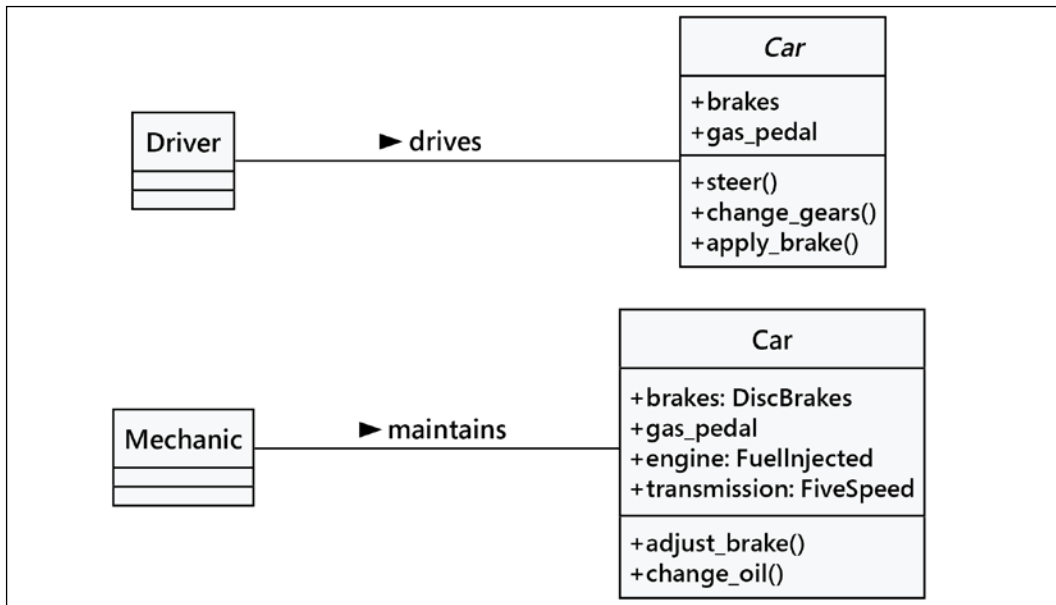 Car
+brakes
+gas_pedal
Driver
► drives
+steer()
+change_gears()
+apply_brake()
Car
+brakes: DiscBrakes
+gas_pedal
Mechanic
► maintains
+engine: FuelInjected
+transmission: FiveSpeed
+adjust_brake()
+change_oil()